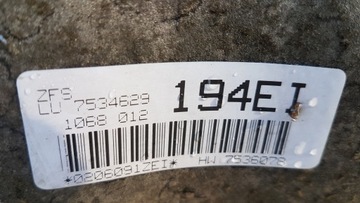 ZFS
LU 7534629
194EI
1068 012
*0806091ZEI* HW 7536078